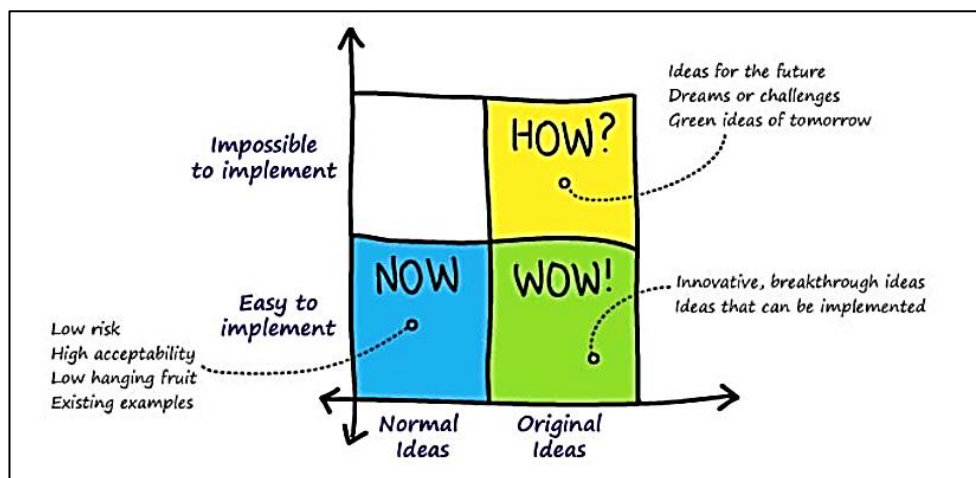 Ideas for the future
Dreams or challenges
Green ideas of tomorrow
Impossible
to implement
HOW?
NOW
WOW!
Easy to
implement
Innovative, breakthrough ideas
Ideas that can be implemented
Low risk
High acceptability
Low hanging fruit
Existing examples
Normal
Ideas
Original
Ideas